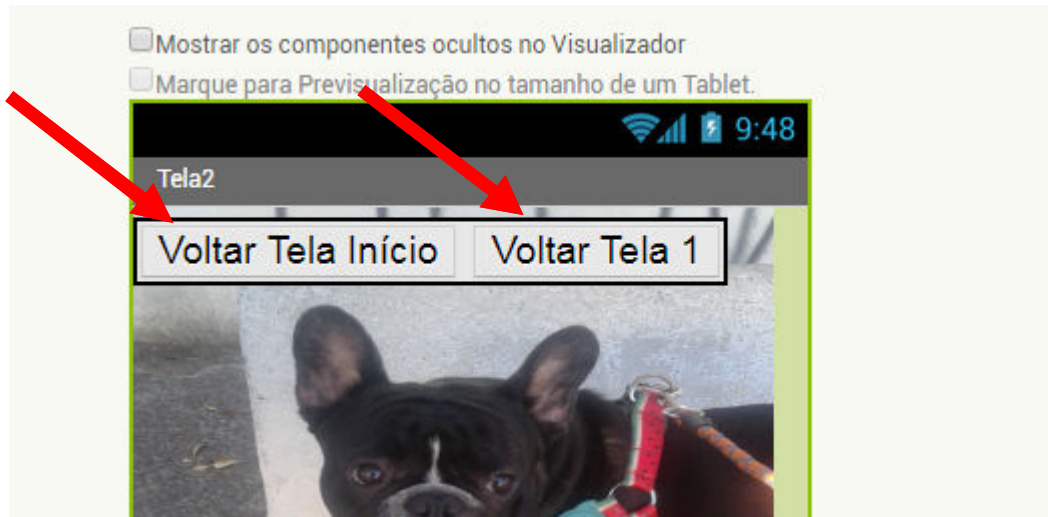 Mostrar os componentes ocultos no Visualizador
Marque para Previsualização no tamanho de um Tablet.
9:48
Tela2
Voltar Tela Início Voltar Tela 1